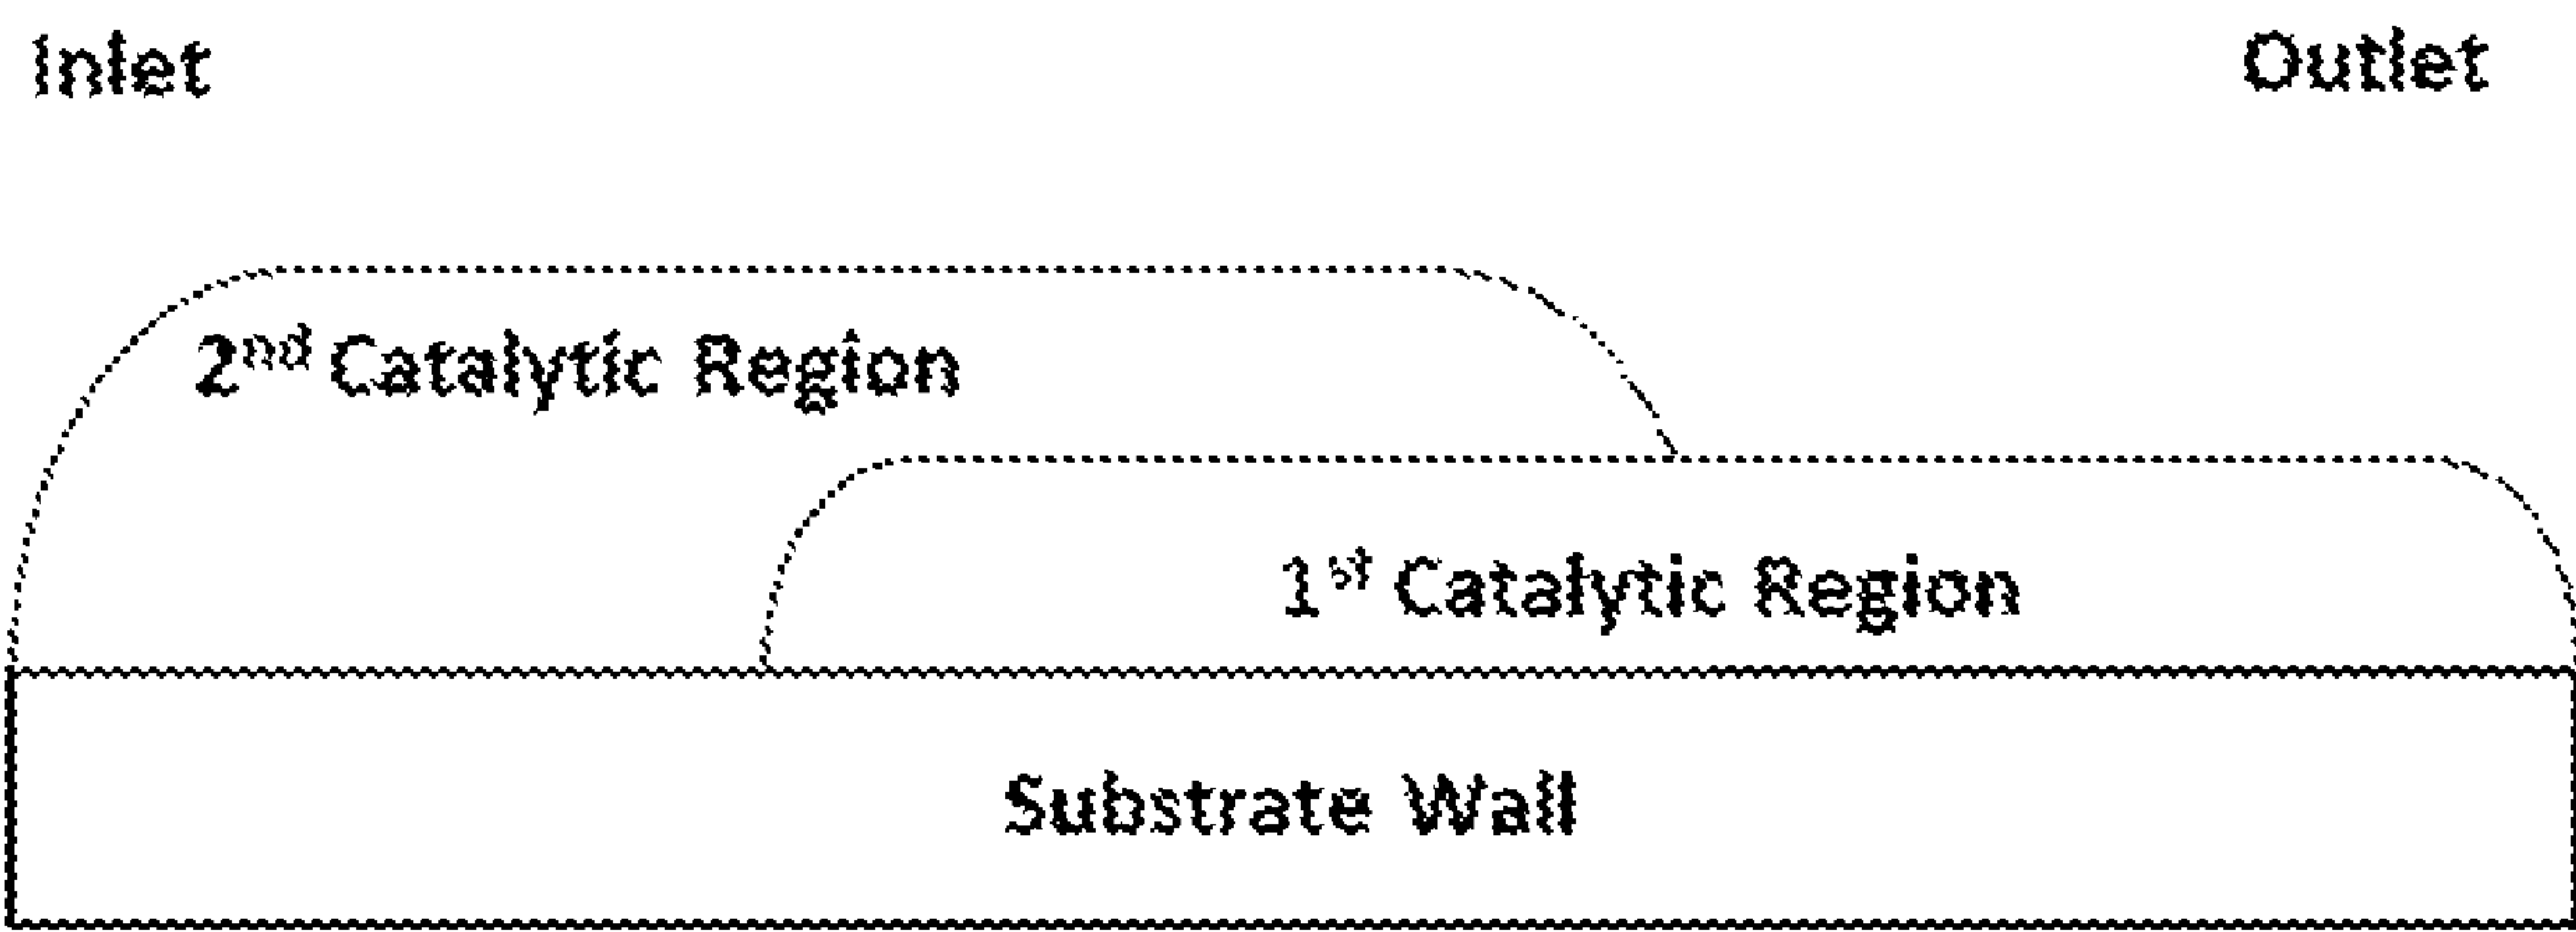 Inlet Outlet
2nd Catalytic Region
1st Catalytic Region
Substrate Wall